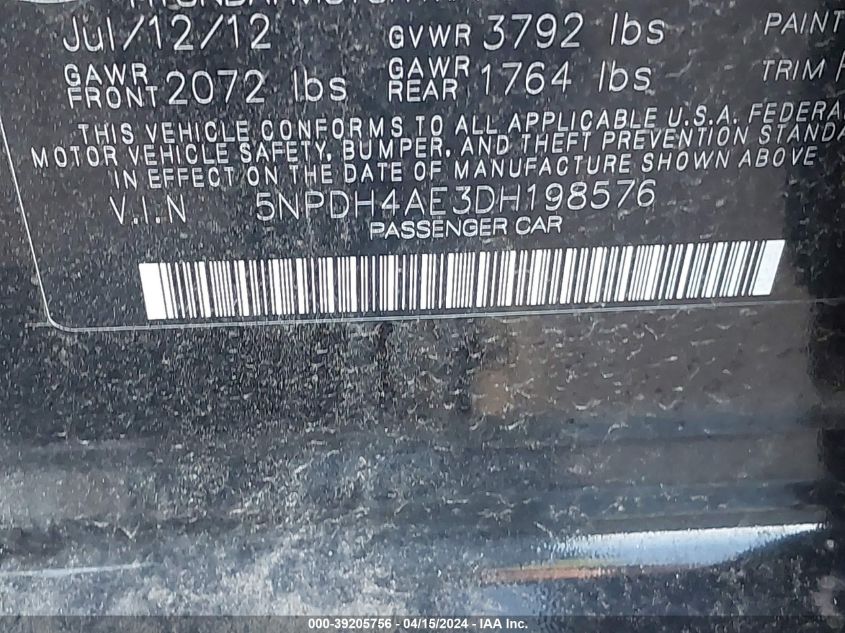 Jul/12/12 GVWR 3792 lbs PAINT
GAWR FRONT 2072 lbs GAWR REAR 1764 lbs TRIM
THIS VEHICLE CONFORMS TO ALL APPLICABLE U.S.A. FEDERA
MOTOR VEHICLE SAFETY, BUMPER, AND THEFT PREVENTION STANDA
IN EFFECT ON THE DATE OF MANUFACTURE SHOWN ABOVE
V.I.N 5NPDH4AE3DH198576
PASSENGER CAR
000-39205756 - 04/15/2024 - IAA Inc.